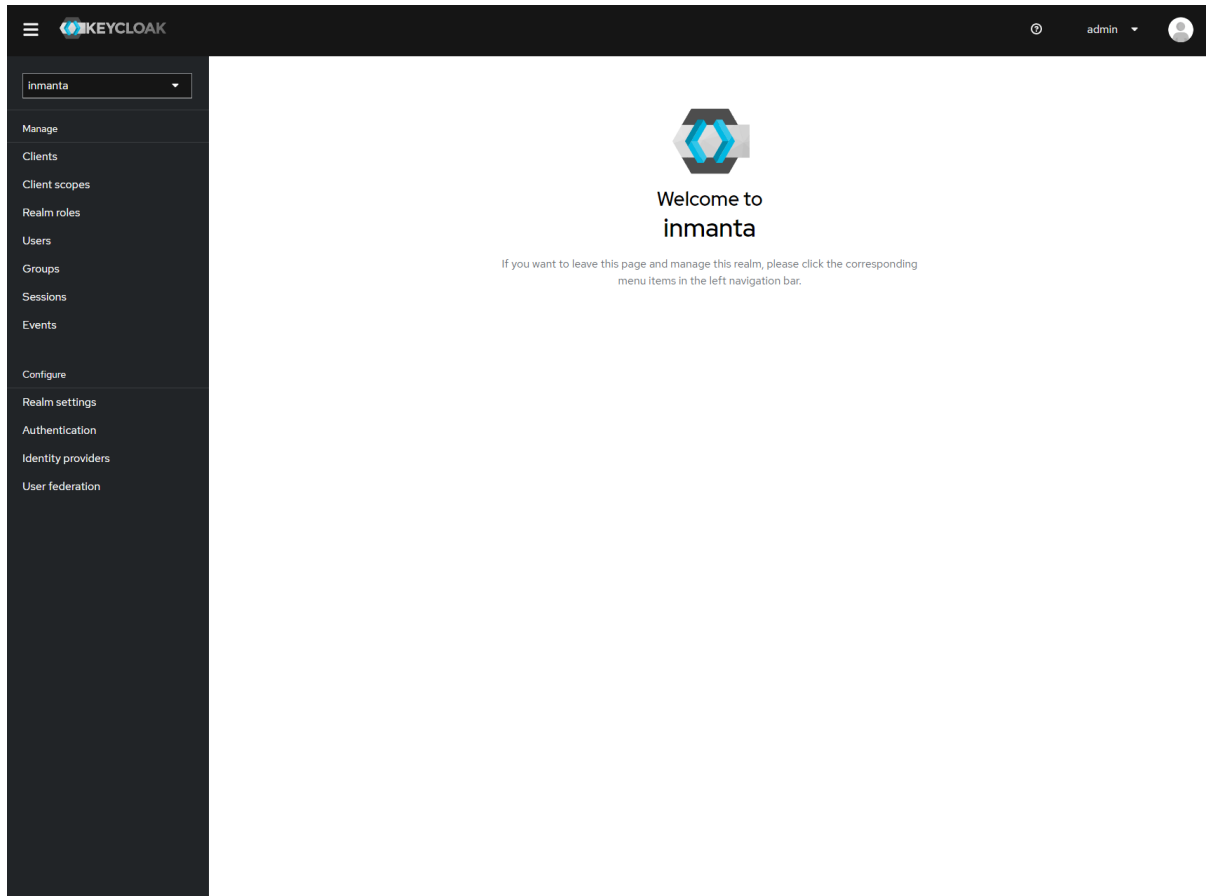 KEYCLOAK
admin
inmanta
Manage
Clients
Client scopes
Realm roles
Users
Groups
Sessions
Events
Configure
Realm settings
Authentication
Identity providers
User federation
Welcome to
inmanta
If you want to leave this page and manage this realm, please click the corresponding
menu items in the left navigation bar.